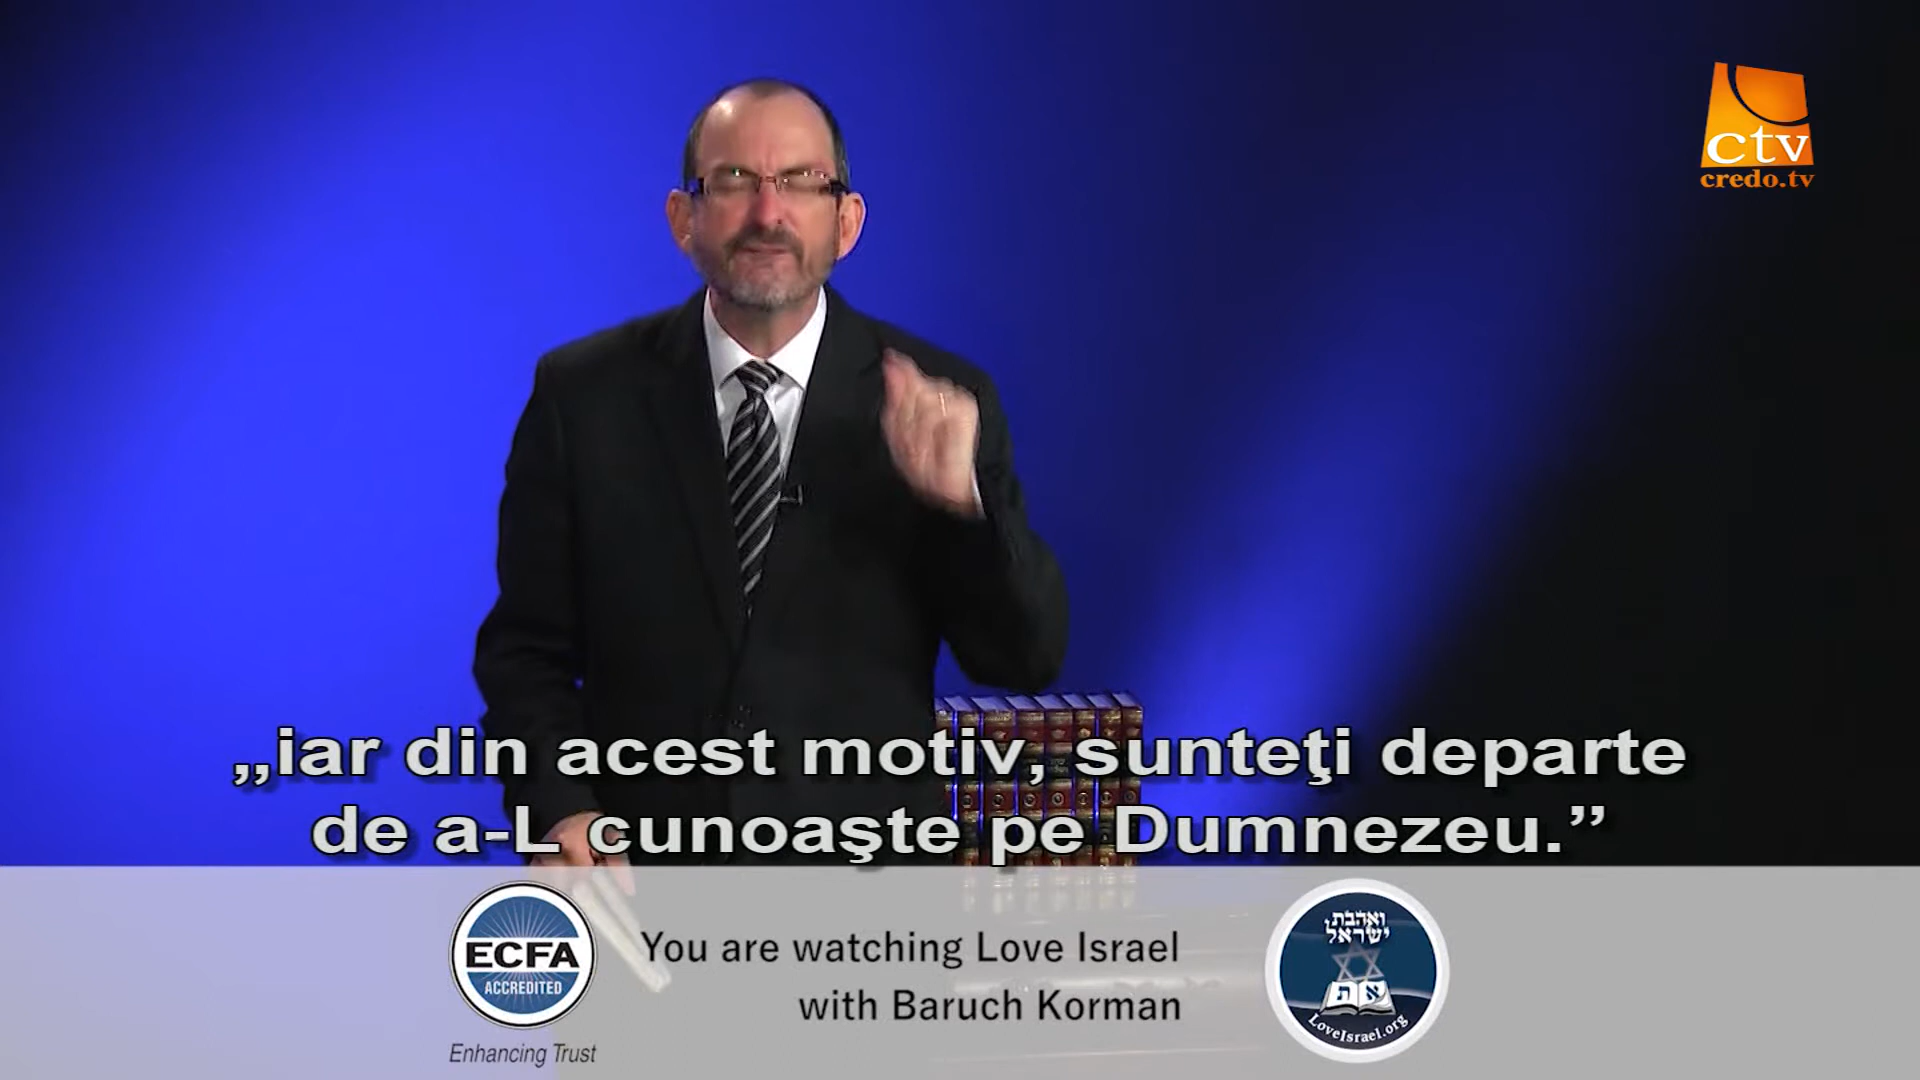 ctv
credo.tv
„iar din acest motiv, sunteţi departe
de a-L cunoaşte pe Dumnezeu.”
ECFA
ACCREDITED
Enhancing Trust
You are watching Love Israel
with Baruch Korman
ואהבת
ישראל
את
LoveIsrael.org